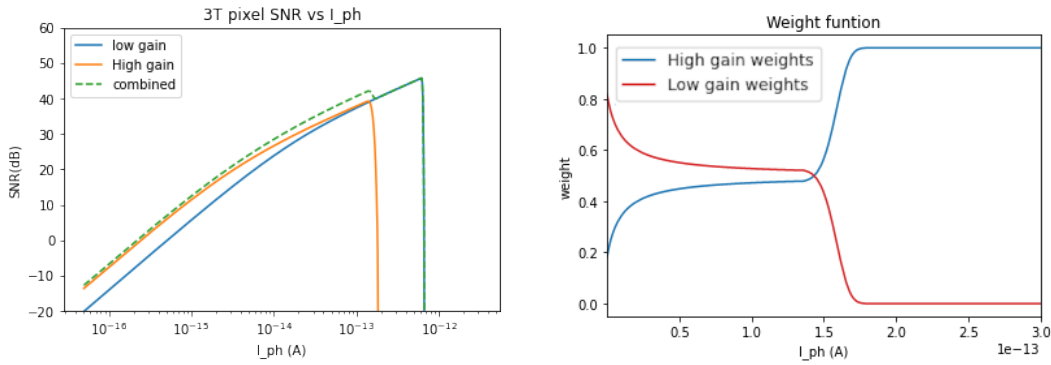 3T pixel SNR vs I_ph
60
50
40
30
20
10
0
−10
−20
SNR(dB)
low gain
High gain
combined
10−16
10−15
10−14
10−13
10−12
I_ph (A)
Weight funtion
1.0
0.8
0.6
0.4
0.2
0.0
weight
High gain weights
Low gain weights
0.5
1.0
1.5
2.0
2.5
3.0
1e−13
I_ph (A)